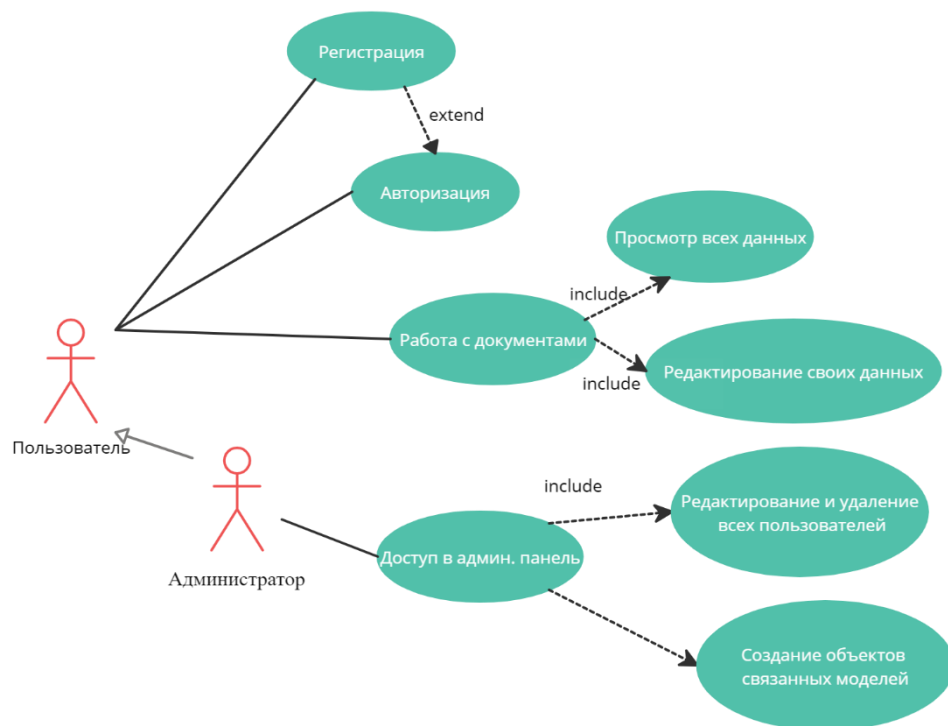 Регистрация
extend
Авторизация
Просмотр всех данных
include
Работа с документами
Редактирование своих данных
include
Пользователь
include
Редактирование и удаление
всех пользователей
Доступ в админ. панель
Администратор
Создание объектов
связанных моделей